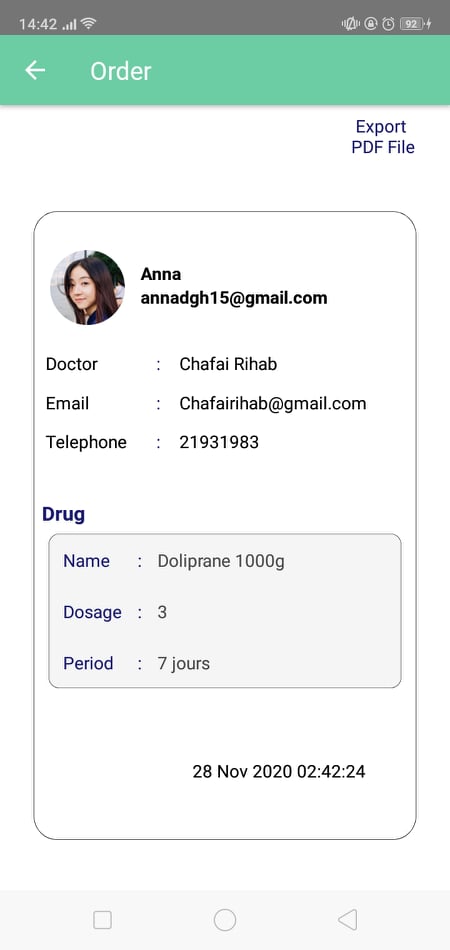 14:42 92
Order
Export
PDF File
Anna
annadgh15@gmail.com
Doctor : Chafai Rihab
Email : Chafairihab@gmail.com
Telephone : 21931983
Drug
Name : Doliprane 1000g
Dosage : 3
Period : 7 jours
28 Nov 2020 02:42:24